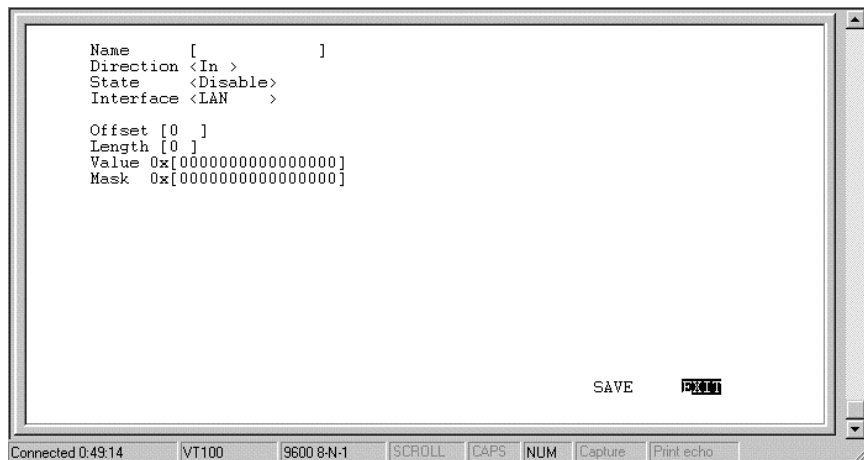 Name [ ]
Direction <In >
State <Disable>
Interface <LAN >
Offset [0 ]
Length [0 ]
Value 0x[0000000000000000]
Mask 0x[0000000000000000]
SAVE EXIT
Connected 0:49:14 VT100 9600 8-N-1 SCROLL CAPS NUM Capture Print echo